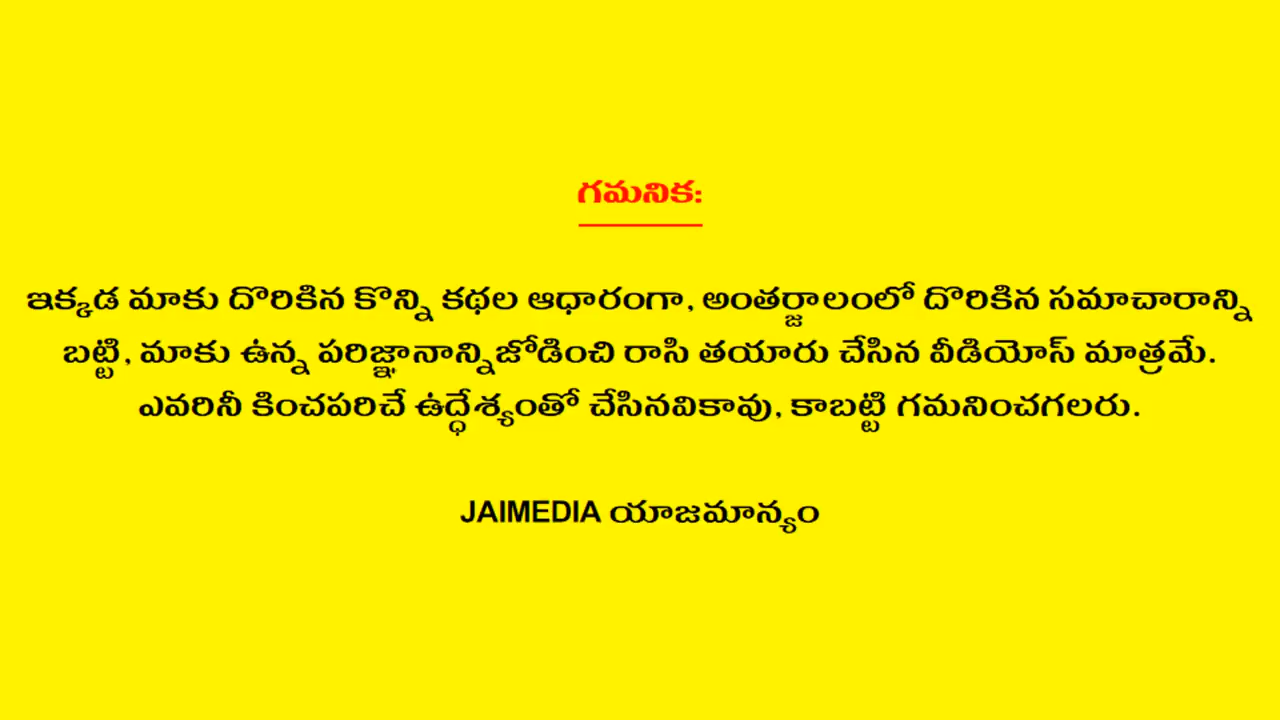 గమనిక:
ఇక్కడ మాకు దొరికిన కొన్ని కథల ఆధారంగా, అంతర్జాలంలో దొరికిన సమాచారాన్ని
బట్టి, మాకు ఉన్న పరిజ్ఞానాన్నిజోడించి రాసి తయారు చేసిన వీడియోస్ మాత్రమే.
ఎవరినీ కించపరిచే ఉద్ధేశ్యంతో చేసినవికావు, కాబట్టి గమనించగలరు.
JAIMEDIA యాజమాన్యం